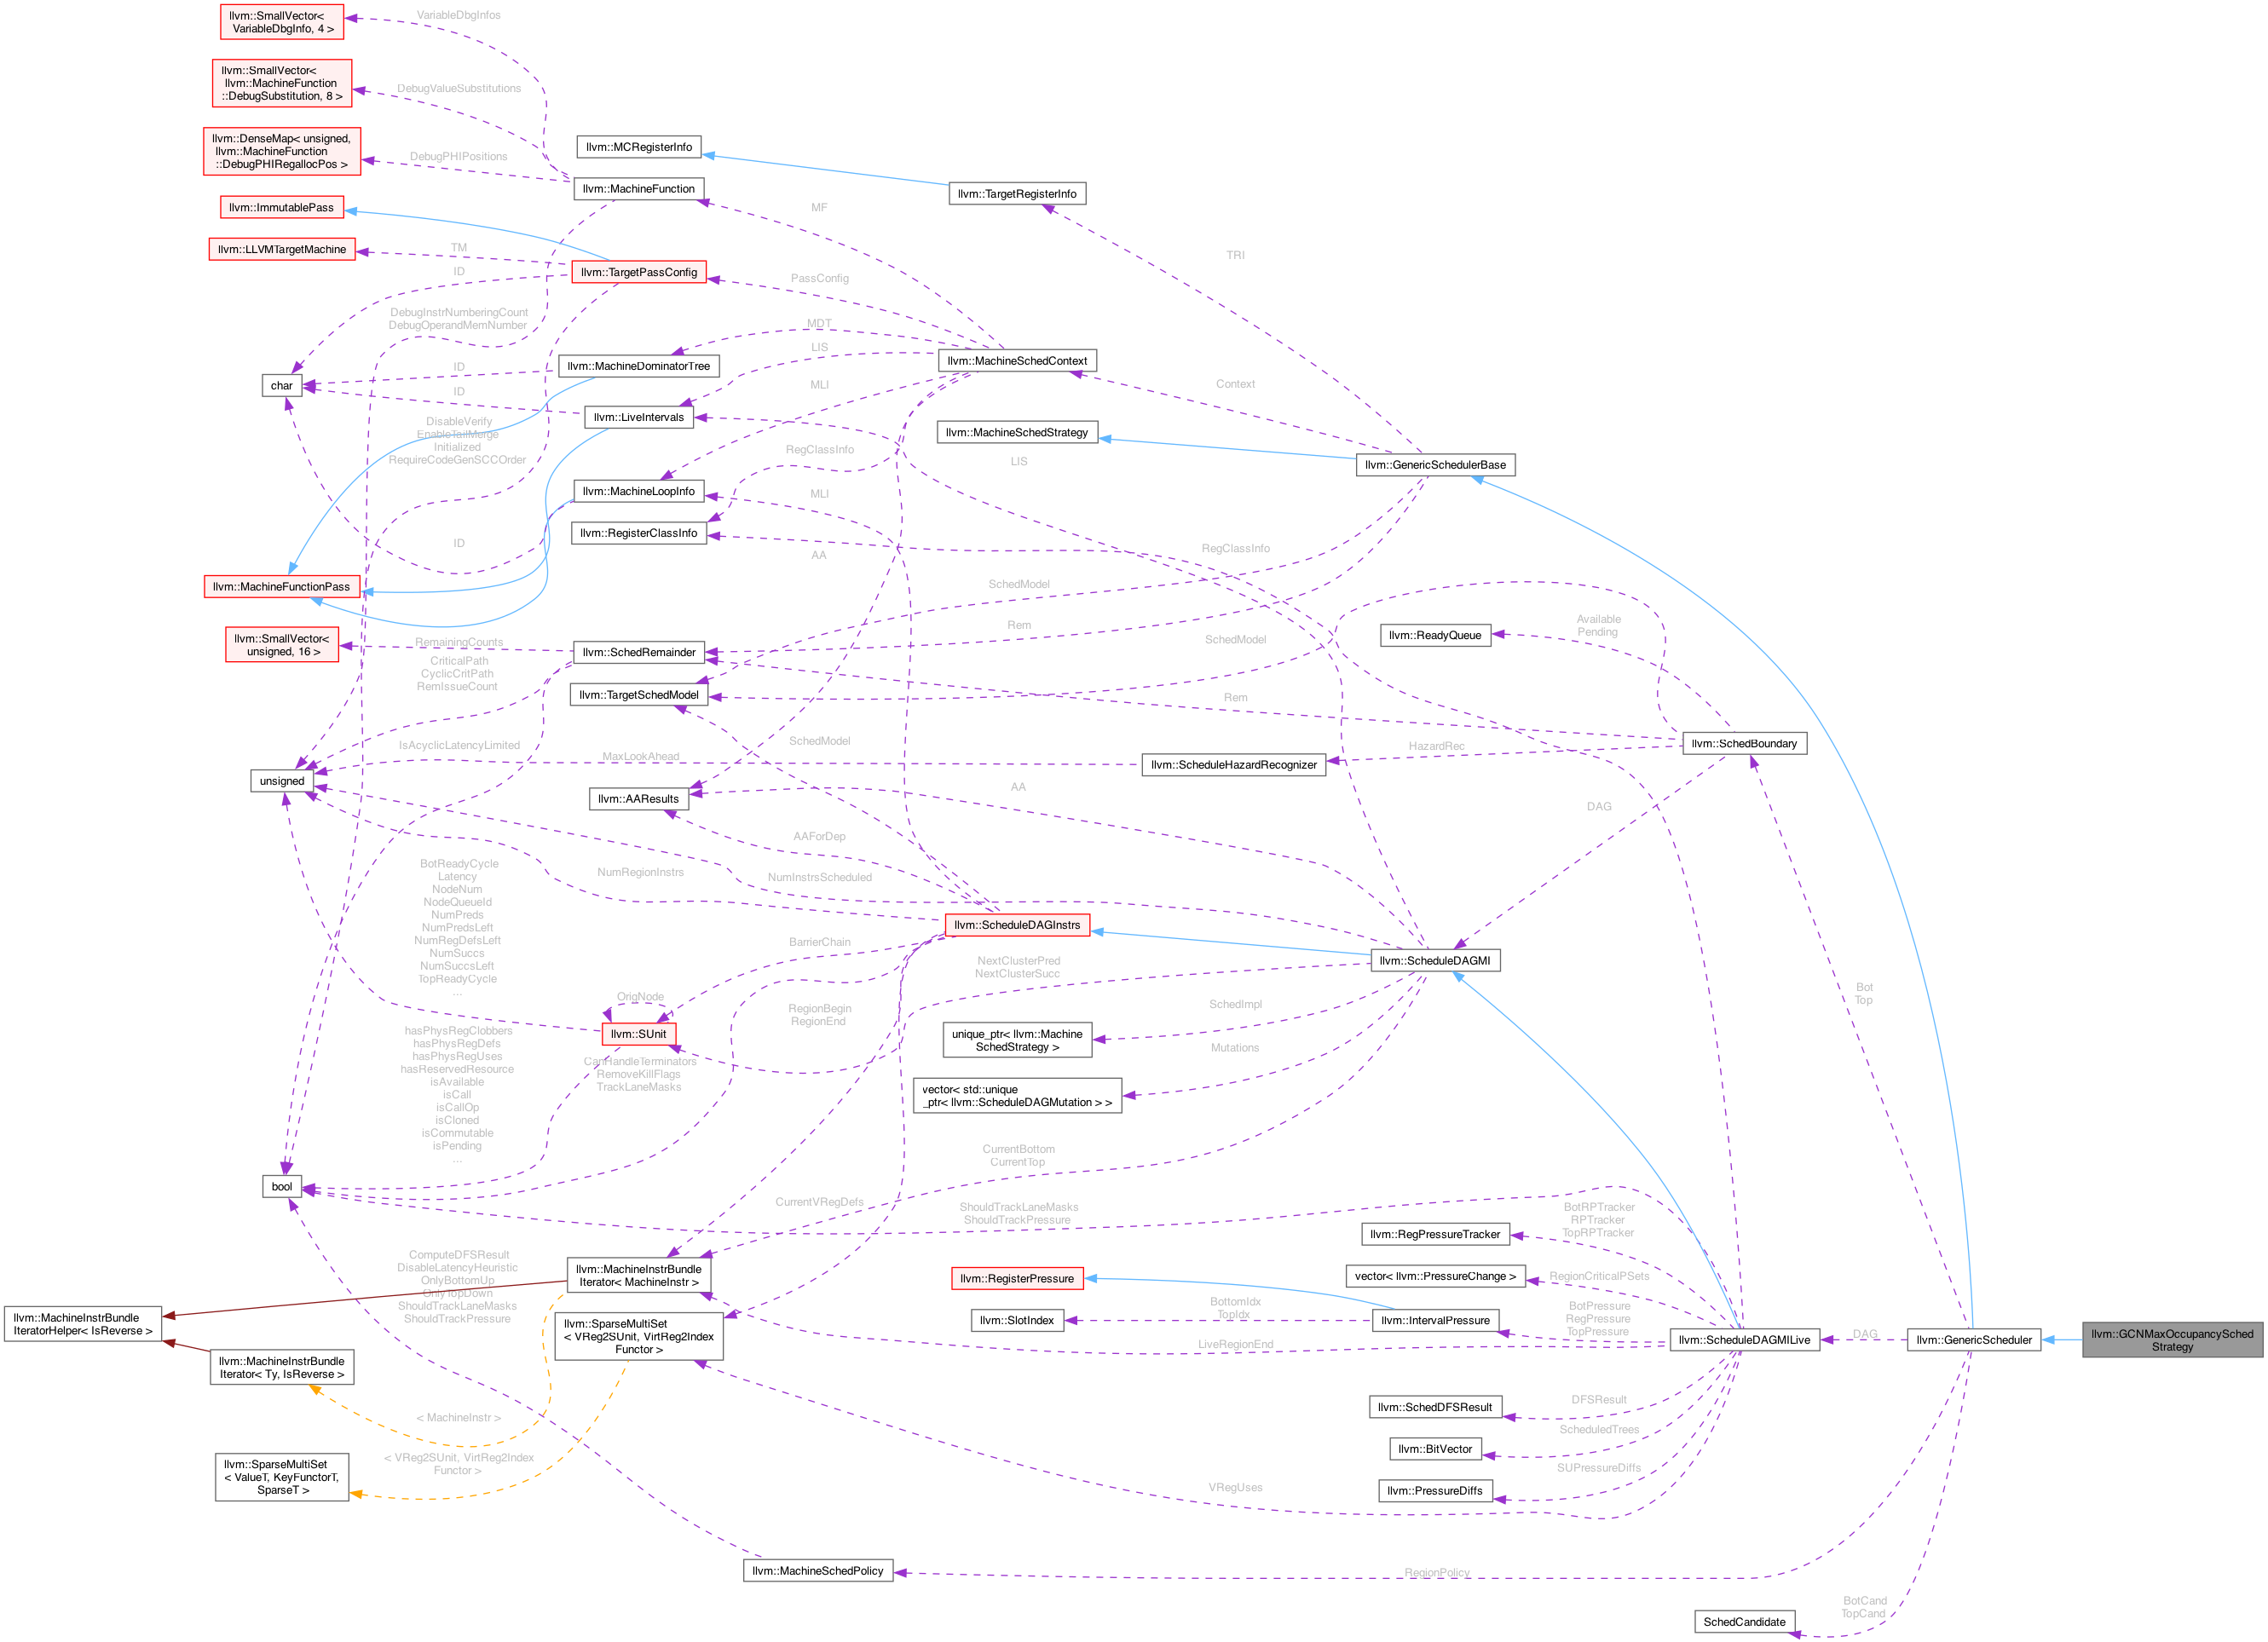 llvm::SmallVector<
VariableDbgInfo, 4 >
VariableDbgInfos
llvm::SmallVector<
llvm::MachineFunction
::DebugSubstitution, 8 >
DebugValueSubstitutions
llvm::DenseMap< unsigned,
llvm::MachineFunction
::DebugPHIRegallocPos >
DebugPHIPositions
llvm::MCRegisterInfo
llvm::MachineFunction
llvm::TargetRegisterInfo
llvm::ImmutablePass
MF
llvm::LLVMTargetMachine
TM
ID
llvm::TargetPassConfig
PassConfig
TRI
DebugInstrNumberingCount
DebugOperandMemNumber
MDT
LIS
llvm::MachineSchedContext
llvm::MachineDominatorTree
ID
char
ID
MLI
Context
llvm::LiveIntervals
DisableVerify
EnableTailMerge
Initialized
RequireCodeGenSCCOrder
llvm::MachineSchedStrategy
RegClassInfo
LIS
llvm::GenericSchedulerBase
llvm::MachineLoopInfo
MLI
llvm::RegisterClassInfo
ID
AA
RegClassInfo
llvm::MachineFunctionPass
SchedModel
llvm::SmallVector<
unsigned, 16 >
RemainingCounts
Rem
SchedModel
Available
Pending
llvm::ReadyQueue
llvm::SchedRemainder
CriticalPath
CyclicCritPath
RemIssueCount
llvm::TargetSchedModel
Rem
IsAcyclicLatencyLimited
SchedModel
MaxLookAhead
HazardRec
llvm::SchedBoundary
llvm::ScheduleHazardRecognizer
unsigned
llvm::AAResults
AA
DAG
AAForDep
BotReadyCycle
Latency
NodeNum
NodeQueueId
NumPreds
NumPredsLeft
NumRegDefsLeft
NumSuccs
NumSuccsLeft
TopReadyCycle
...
NumRegionInstrs
NumInstrsScheduled
llvm::ScheduleDAGInstrs
BarrierChain
NextClusterPred
NextClusterSucc
llvm::ScheduleDAGMI
Bot
Top
OrigNode
RegionBegin
RegionEnd
SchedImpl
llvm::SUnit
hasPhysRegClobbers
hasPhysRegDefs
hasPhysRegUses
hasReservedResource
isAvailable
isCall
isCallOp
isCloned
isCommutable
isPending
...
CanHandleTerminators
RemoveKillFlags
TrackLaneMasks
unique_ptr< llvm::Machine
SchedStrategy >
Mutations
vector< std::unique
_ptr< llvm::ScheduleDAGMutation > >
CurrentBottom
CurrentTop
bool
CurrentVRegDefs
ShouldTrackLaneMasks
ShouldTrackPressure
BotRPTracker
RPTracker
TopRPTracker
llvm::RegPressureTracker
ComputeDFSResult
DisableLatencyHeuristic
OnlyBottomUp
OnlyTopDown
ShouldTrackLaneMasks
ShouldTrackPressure
llvm::MachineInstrBundle
Iterator< MachineInstr >
llvm::RegisterPressure
vector< llvm::PressureChange >
RegionCriticalPSets
llvm::MachineInstrBundle
IteratorHelper< IsReverse >
llvm::SparseMultiSet
< VReg2SUnit, VirtReg2Index
Functor >
llvm::SlotIndex
BottomIdx
TopIdx
llvm::IntervalPressure
BotPressure
RegPressure
TopPressure
LiveRegionEnd
llvm::ScheduleDAGMILive
DAG
llvm::GenericScheduler
llvm::GCNMaxOccupancySched
Strategy
llvm::MachineInstrBundle
Iterator< Ty, IsReverse >
< MachineInstr >
llvm::SchedDFSResult
DFSResult
ScheduledTrees
llvm::BitVector
llvm::SparseMultiSet
< ValueT, KeyFunctorT,
SparseT >
< VReg2SUnit, VirtReg2Index
Functor >
SUPressureDiffs
VRegUses
llvm::PressureDiffs
llvm::MachineSchedPolicy
RegionPolicy
BotCand
TopCand
SchedCandidate